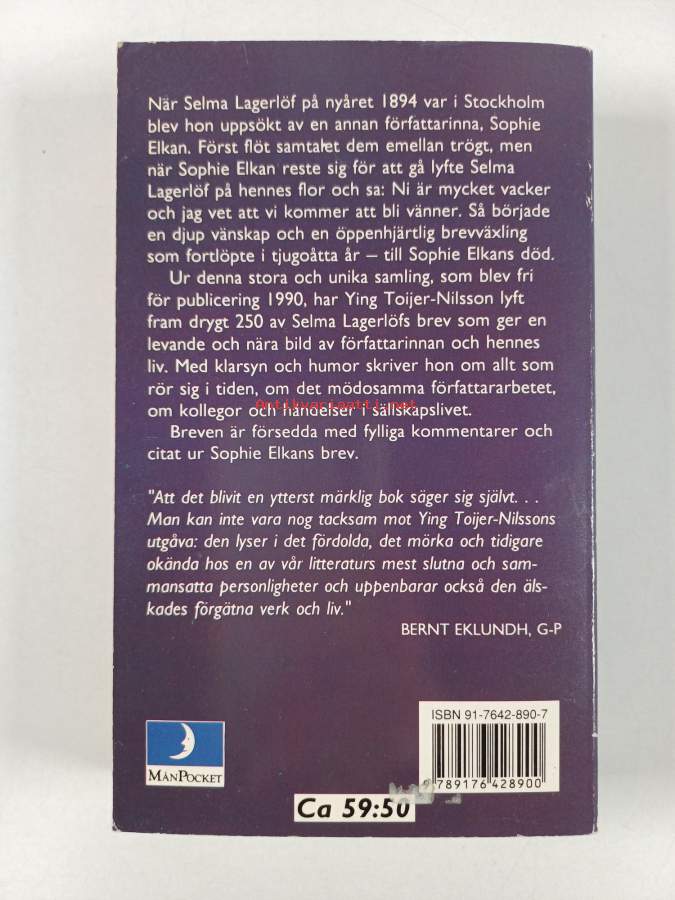 När Selma Lagerlöf på nyåret 1894 var i Stockholm
blev hon uppsökt av en annan författarinna, Sophie
Elkan. Först flöt samtalet dem emellan trögt, men
när Sophie Elkan reste sig för att gå lyfte Selma
Lagerlöf på hennes flor och sa: Ni är mycket vacker
och jag vet att vi kommer att bli vänner. Så började
en djup vänskap och en öppenhjärtlig brevväxling
som fortlöpte i tjugoåtta år – till Sophie Elkans död.
Ur denna stora och unika samling, som blev fri
för publicering 1990, har Ying Toijer-Nilsson lyft
fram drygt 250 av Selma Lagerlöfs brev som ger en
levande och nära bild av författarinnan och hennes
liv. Med klarsyn och humor skriver hon om allt som
rör sig i tiden, om det mödosamma författararbetet,
Antikvariaatti.net
om kollegor och händelser i sälskapslivet.
Breven är försedda med fylliga kommentarer och
citat ur Sophie Elkans brev.
"Att det blivit en ytterst märklig bok säger sig självt. . .
Man kan inte vara nog tacksam mot Ying Toijer-Nilssons
utgåva: den lyser i det fördolda, det mörka och tidigare
okända hos en av vår litteraturs mest slutna och sam-
mansatta personligheter och uppenbarar också den äls-
kades förgätna verk och liv."
BERNT EKLUNDH, G-P
ISBN 91-7642-890-7
9 789176 428900
MÅNPOCKET
Ca 59:50